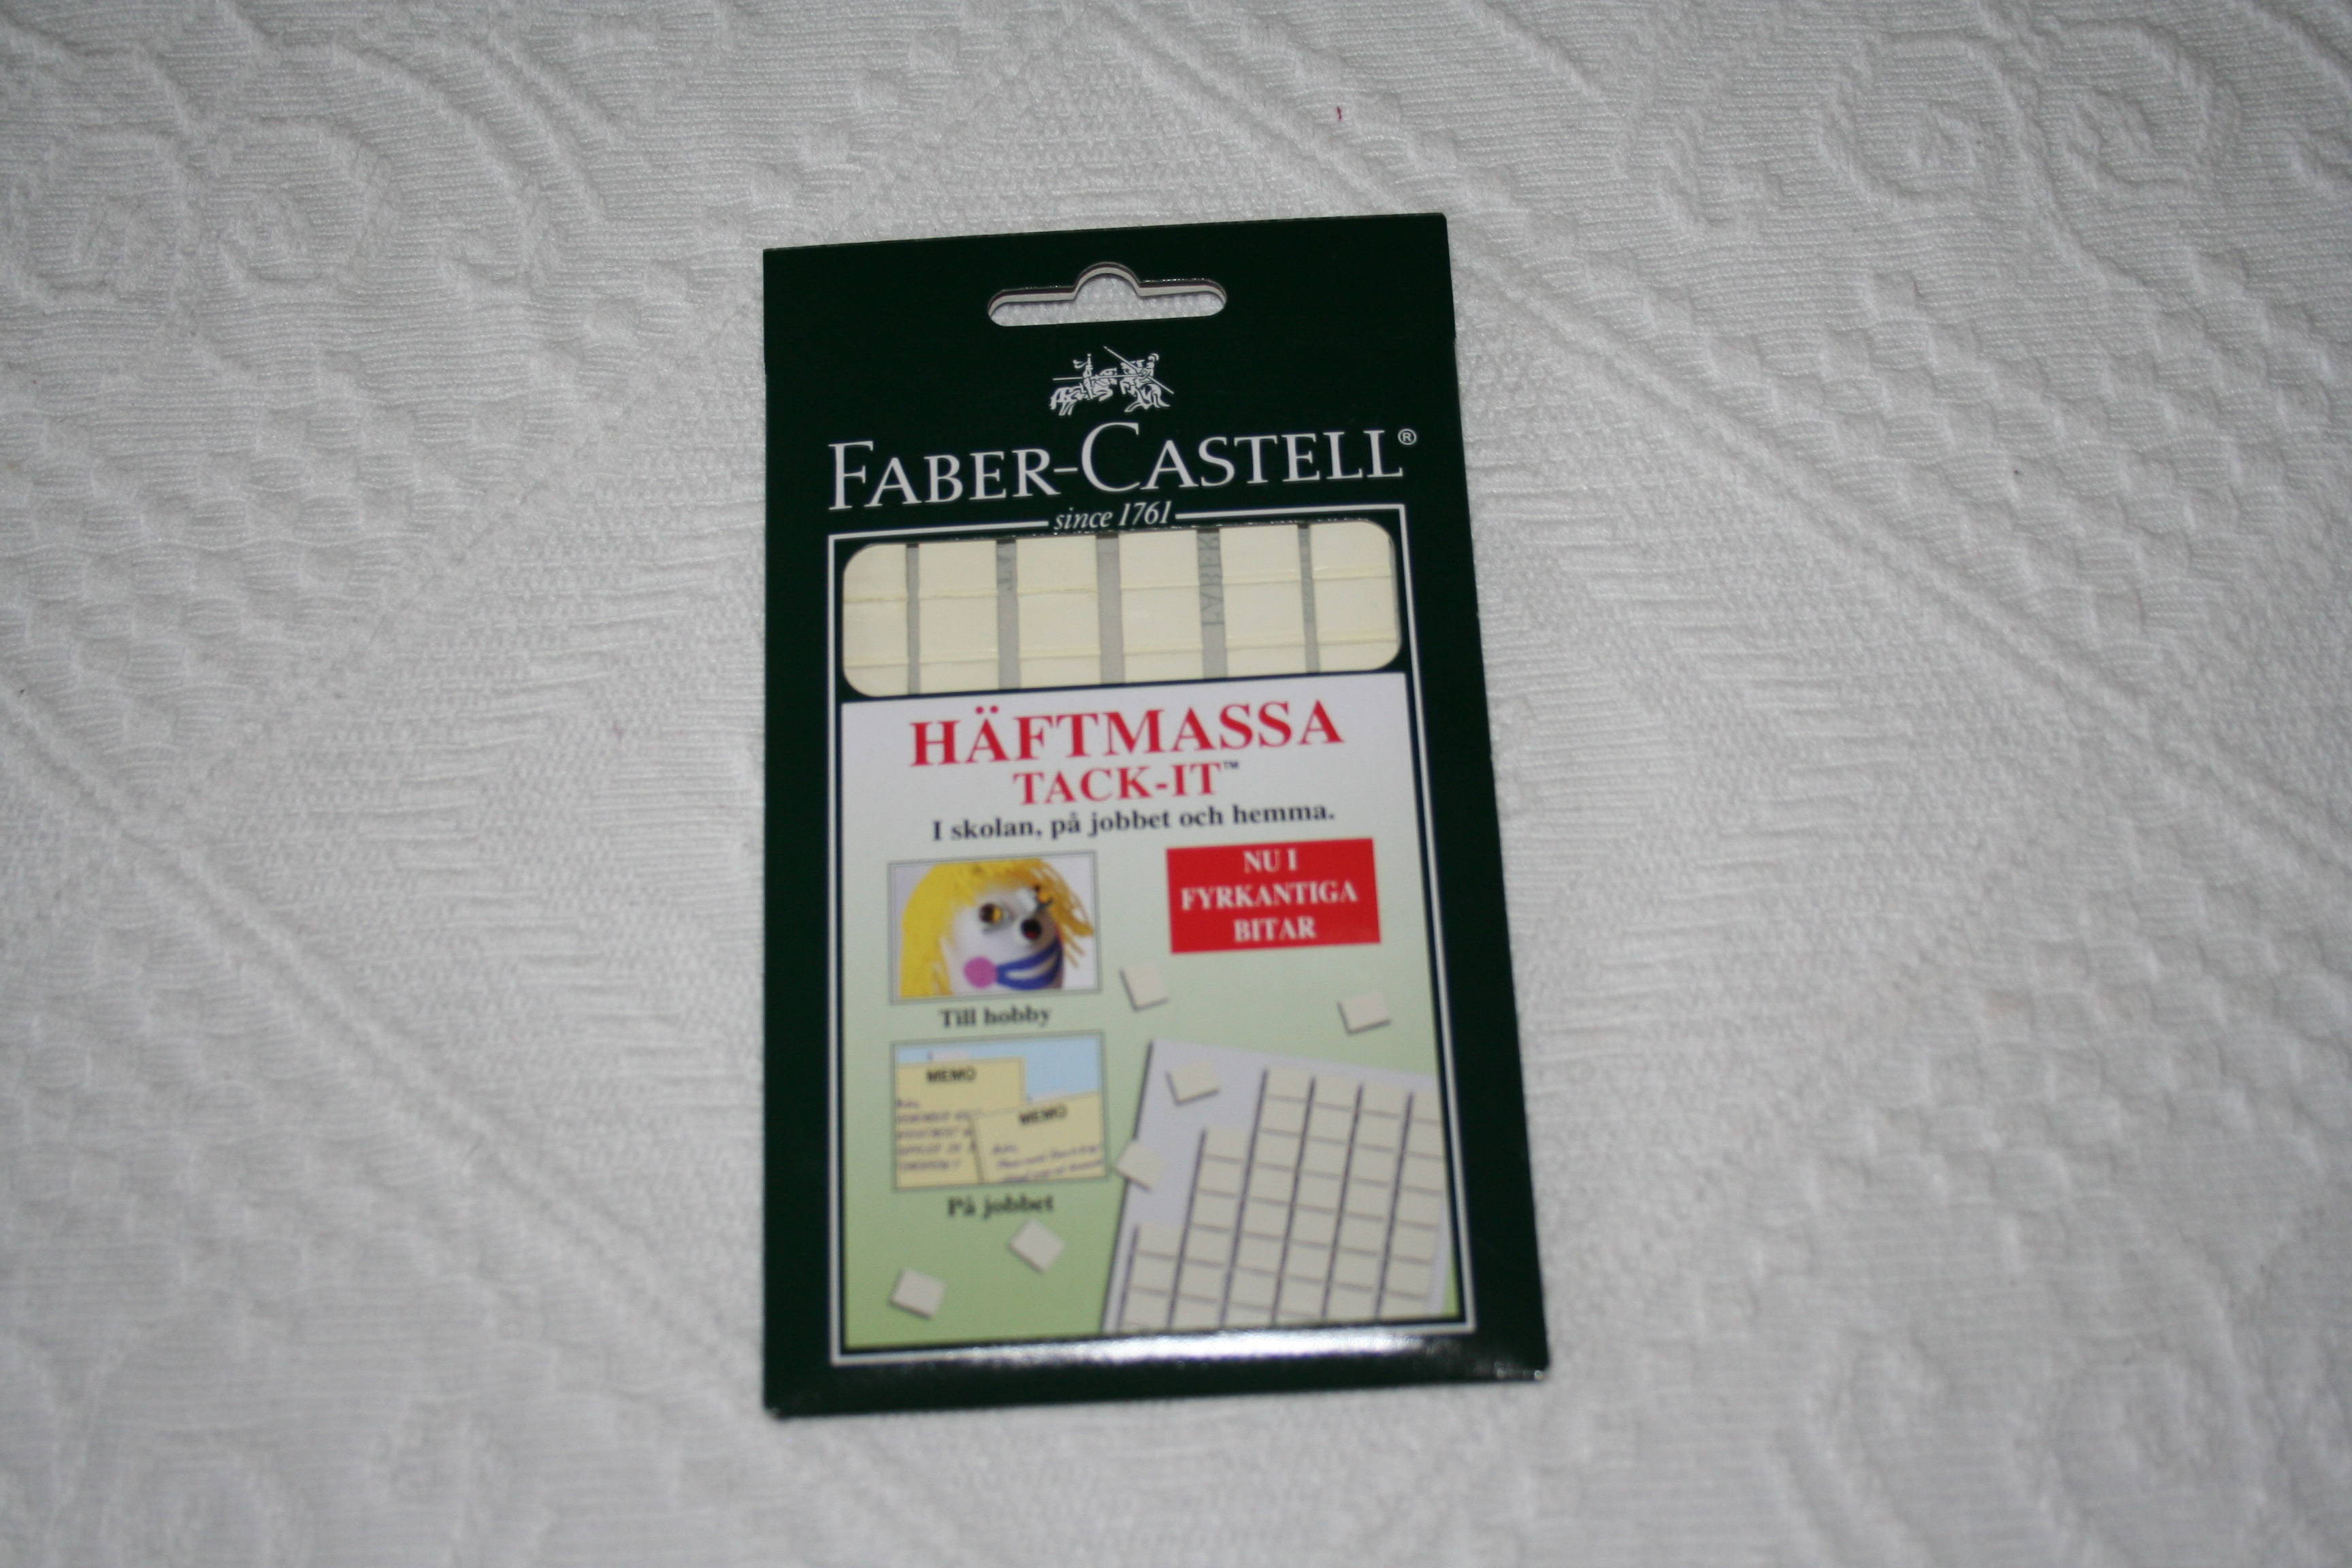 FABER-CASTELL®
since 1761
HÄFTMASSA
TACK-IT™
I skolan, på jobbet och hemma.
NU I
FYRKANTIGA
BITAR
Till hobby
MEMO
MEMO
På jobbet